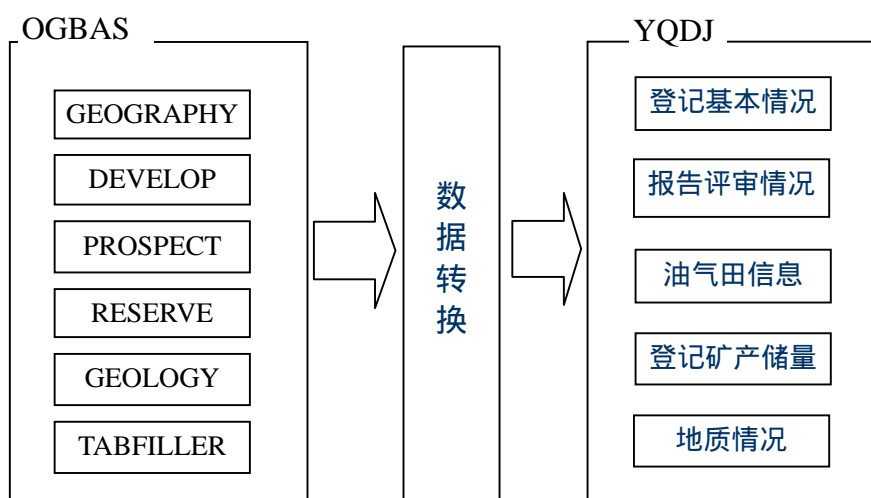 OGBAS
GEOGRAPHY
DEVELOP
PROSPECT
RESERVE
GEOLOGY
TABFILLER
数
据
转
换
YQDJ
登记基本情况
报告评审情况
油气田信息
登记矿产储量
地质情况